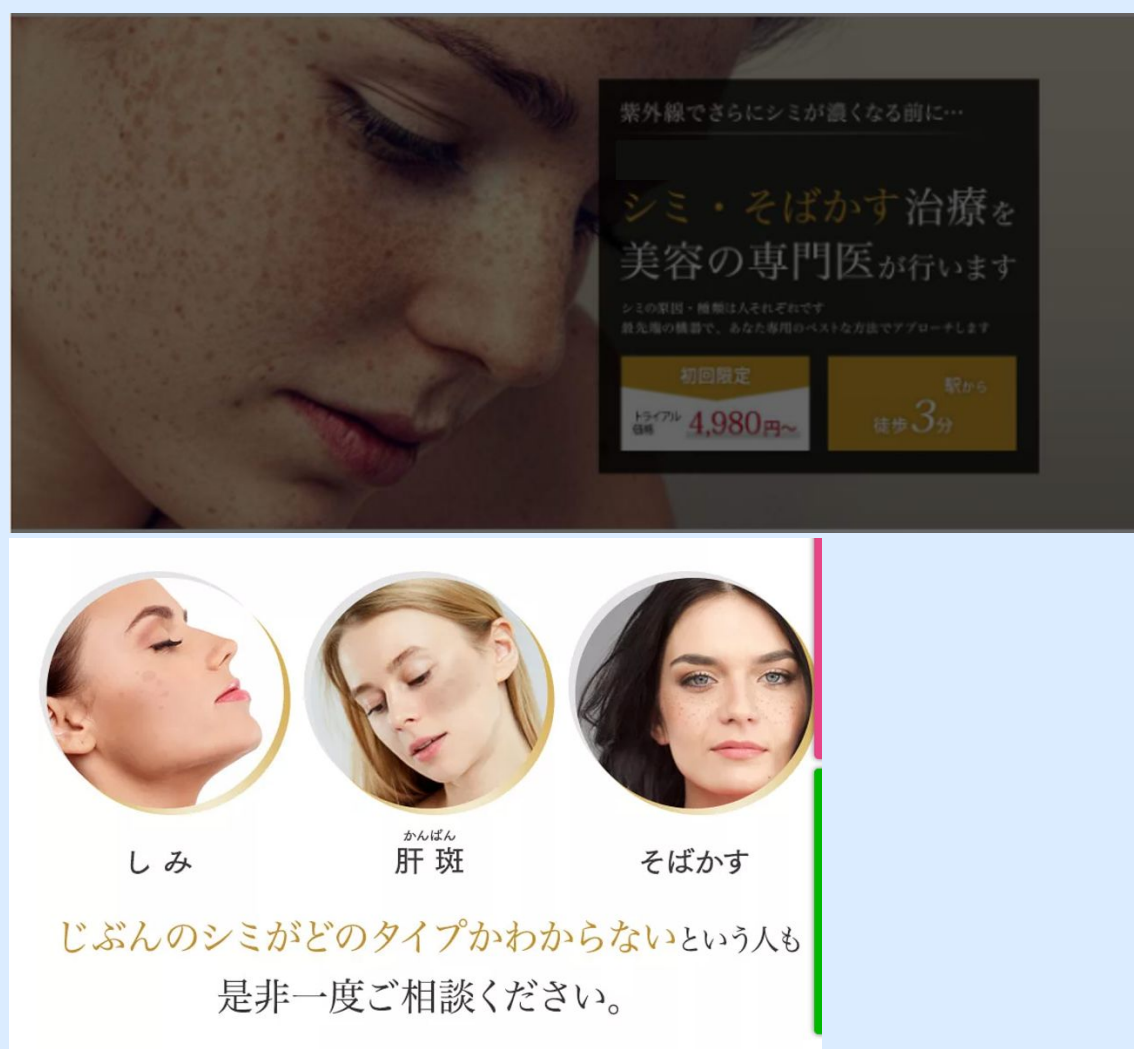 紫外線でさらにシミが濃くなる前に…
シミ・そばかす治療を
美容の専門医が行います
シミの原因・種類は人それぞれです
最先端の機器で、あなた専用のベストな方法でアプローチします
初回限定
トライアル
価格
4,980円~
駅から
徒歩3分
しみ
かんぱん
肝斑
そばかす
じぶんのシミがどのタイプかわからないという人も
是非一度ご相談ください。